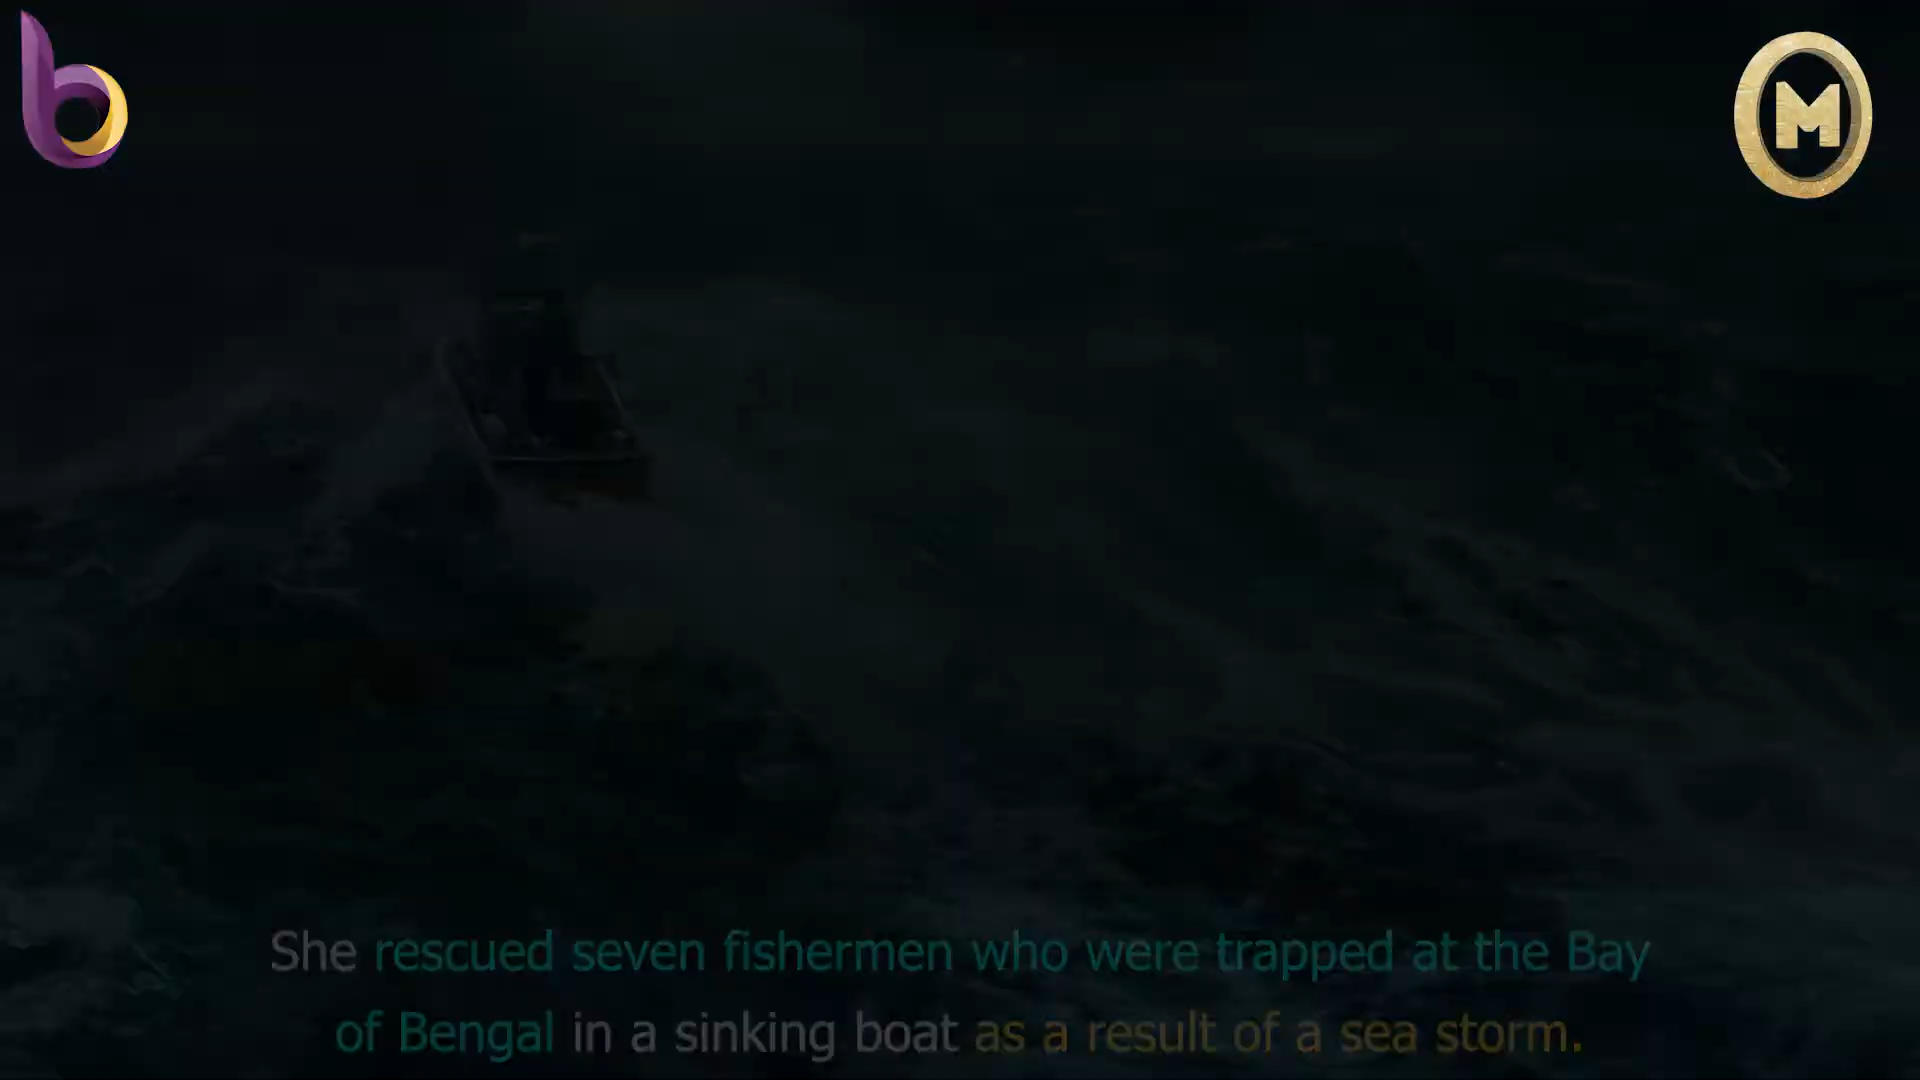 M
She rescued seven fishermen who were trapped at the Bay
of Bengal in a sinking boat as a result of a sea storm.